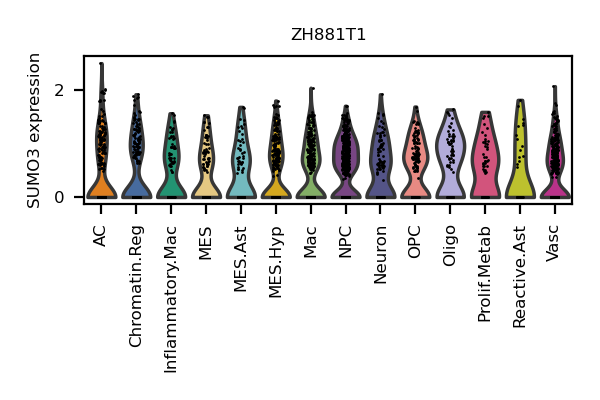 ZH881T1
SUMO3 expression
2
0
AC
Chromatin.Reg
Inflammatory.Mac
MES
MES.Ast
MES.Hyp
Mac
NPC
Neuron
OPC
Oligo
Prolif.Metab
Reactive.Ast
Vasc